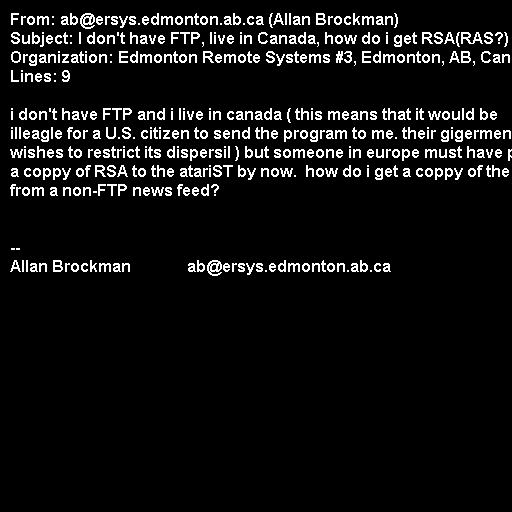 From: ab@ersys.edmonton.ab.ca (Allan Brockman)
Subject: I don't have FTP, live in Canada, how do i get RSA(RAS?)
Organization: Edmonton Remote Systems #3, Edmonton, AB, Can
Lines: 9

i don't have FTP and i live in canada ( this means that it would be
illeagle for a U.S. citizen to send the program to me. their gigermen
wishes to restrict its dispersil ) but someone in europe must have p
a coppy of RSA to the atariST by now.  how do i get a coppy of the
from a non-FTP news feed?

--
Allan Brockman             ab@ersys.edmonton.ab.ca